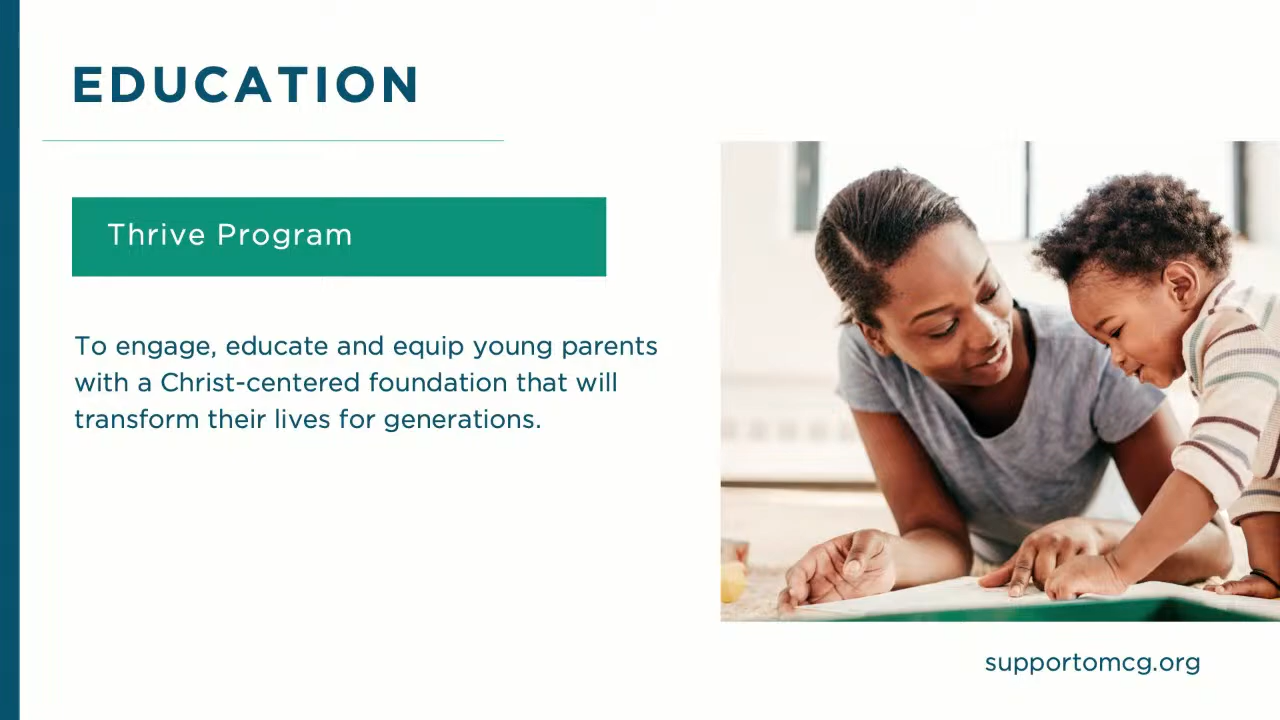 EDUCATION
Thrive Program
To engage, educate and equip young parents
with a Christ-centered foundation that will
transform their lives for generations.
supportomcg.org